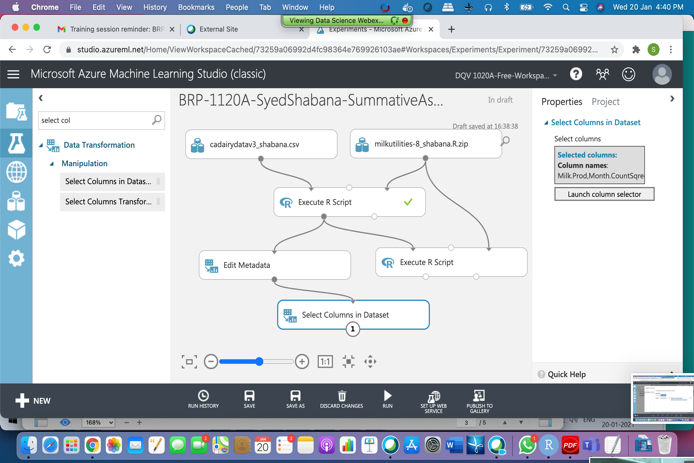 Chrome File Edit View History Bookmarks People Tab Window Help Wed 20 Jan 4:40 PM
Viewing Data Science Webex...
Training session reminder: BRP External Site Experiments - Microsoft Azure M
studio.azureml.net/Home/ViewWorkspaceCached/73259a06992d4fc98364e769926103ae#Workspaces/Experiments/Experiment/73259a06992...
S
Microsoft Azure Machine Learning Studio (classic) DQV 1020A-Free-Workspa...
BRP-1120A-SyedShabana-SummativeAs... In draft
Properties Project
select col
Draft saved at 16:38:38
Select Columns in Dataset
Data Transformation
Manipulation
Select Columns in Datas...
Select Columns Transfor...
cadairydatav3_shabana.csv
milkutilities-8_shabana.R.zip
Select columns
Selected columns:
Column names:
Milk.Prod,Month.CountSqre
Launch column selector
Execute R Script
Edit Metadata
Execute R Script
Select Columns in Dataset
1
1:1
Quick Help
NEW
RUN HISTORY
SAVE
SAVE AS
DISCARD CHANGES
RUN
SET UP WEB
SERVICE
PUBLISH TO
GALLERY
168% 3 / 5
ENG
20-01-2021
JAN
20
PDF